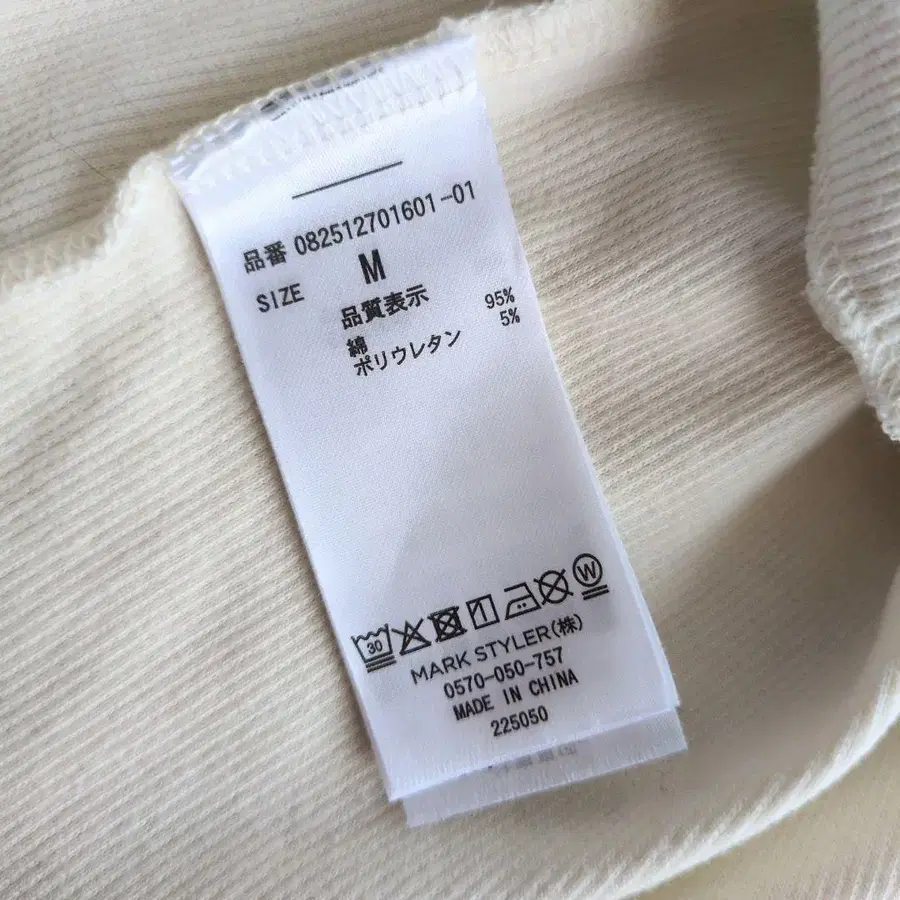 品番 082512701601-01
SIZE M
品質表示
綿 95%
ポリウレタン 5%
30
W
MARK STYLER(株)
0570-050-757
MADE IN CHINA
225050